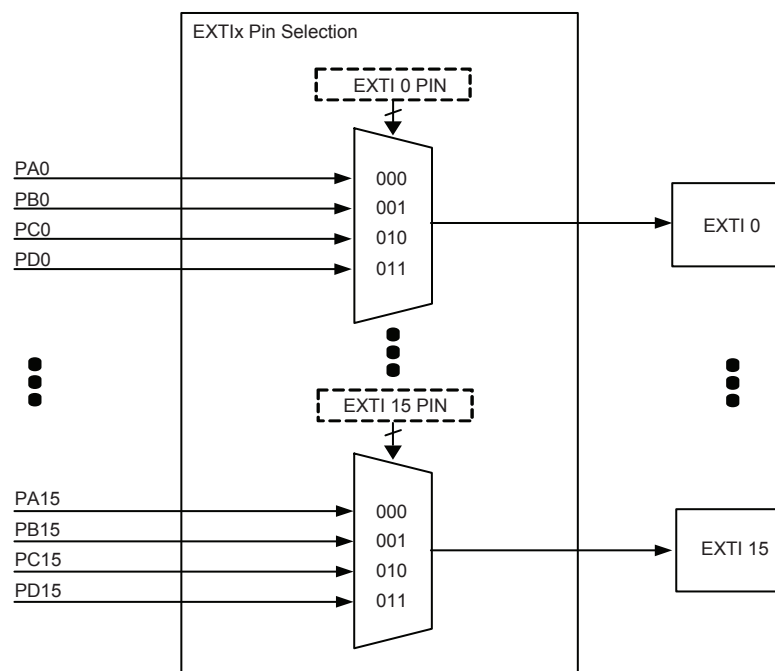 EXTIx Pin Selection
EXTI 0 PIN
PA0
PB0
PC0
PD0
000
001
010
011
EXTI 0
EXTI 15 PIN
PA15
PB15
PC15
PD15
000
001
010
011
EXTI 15